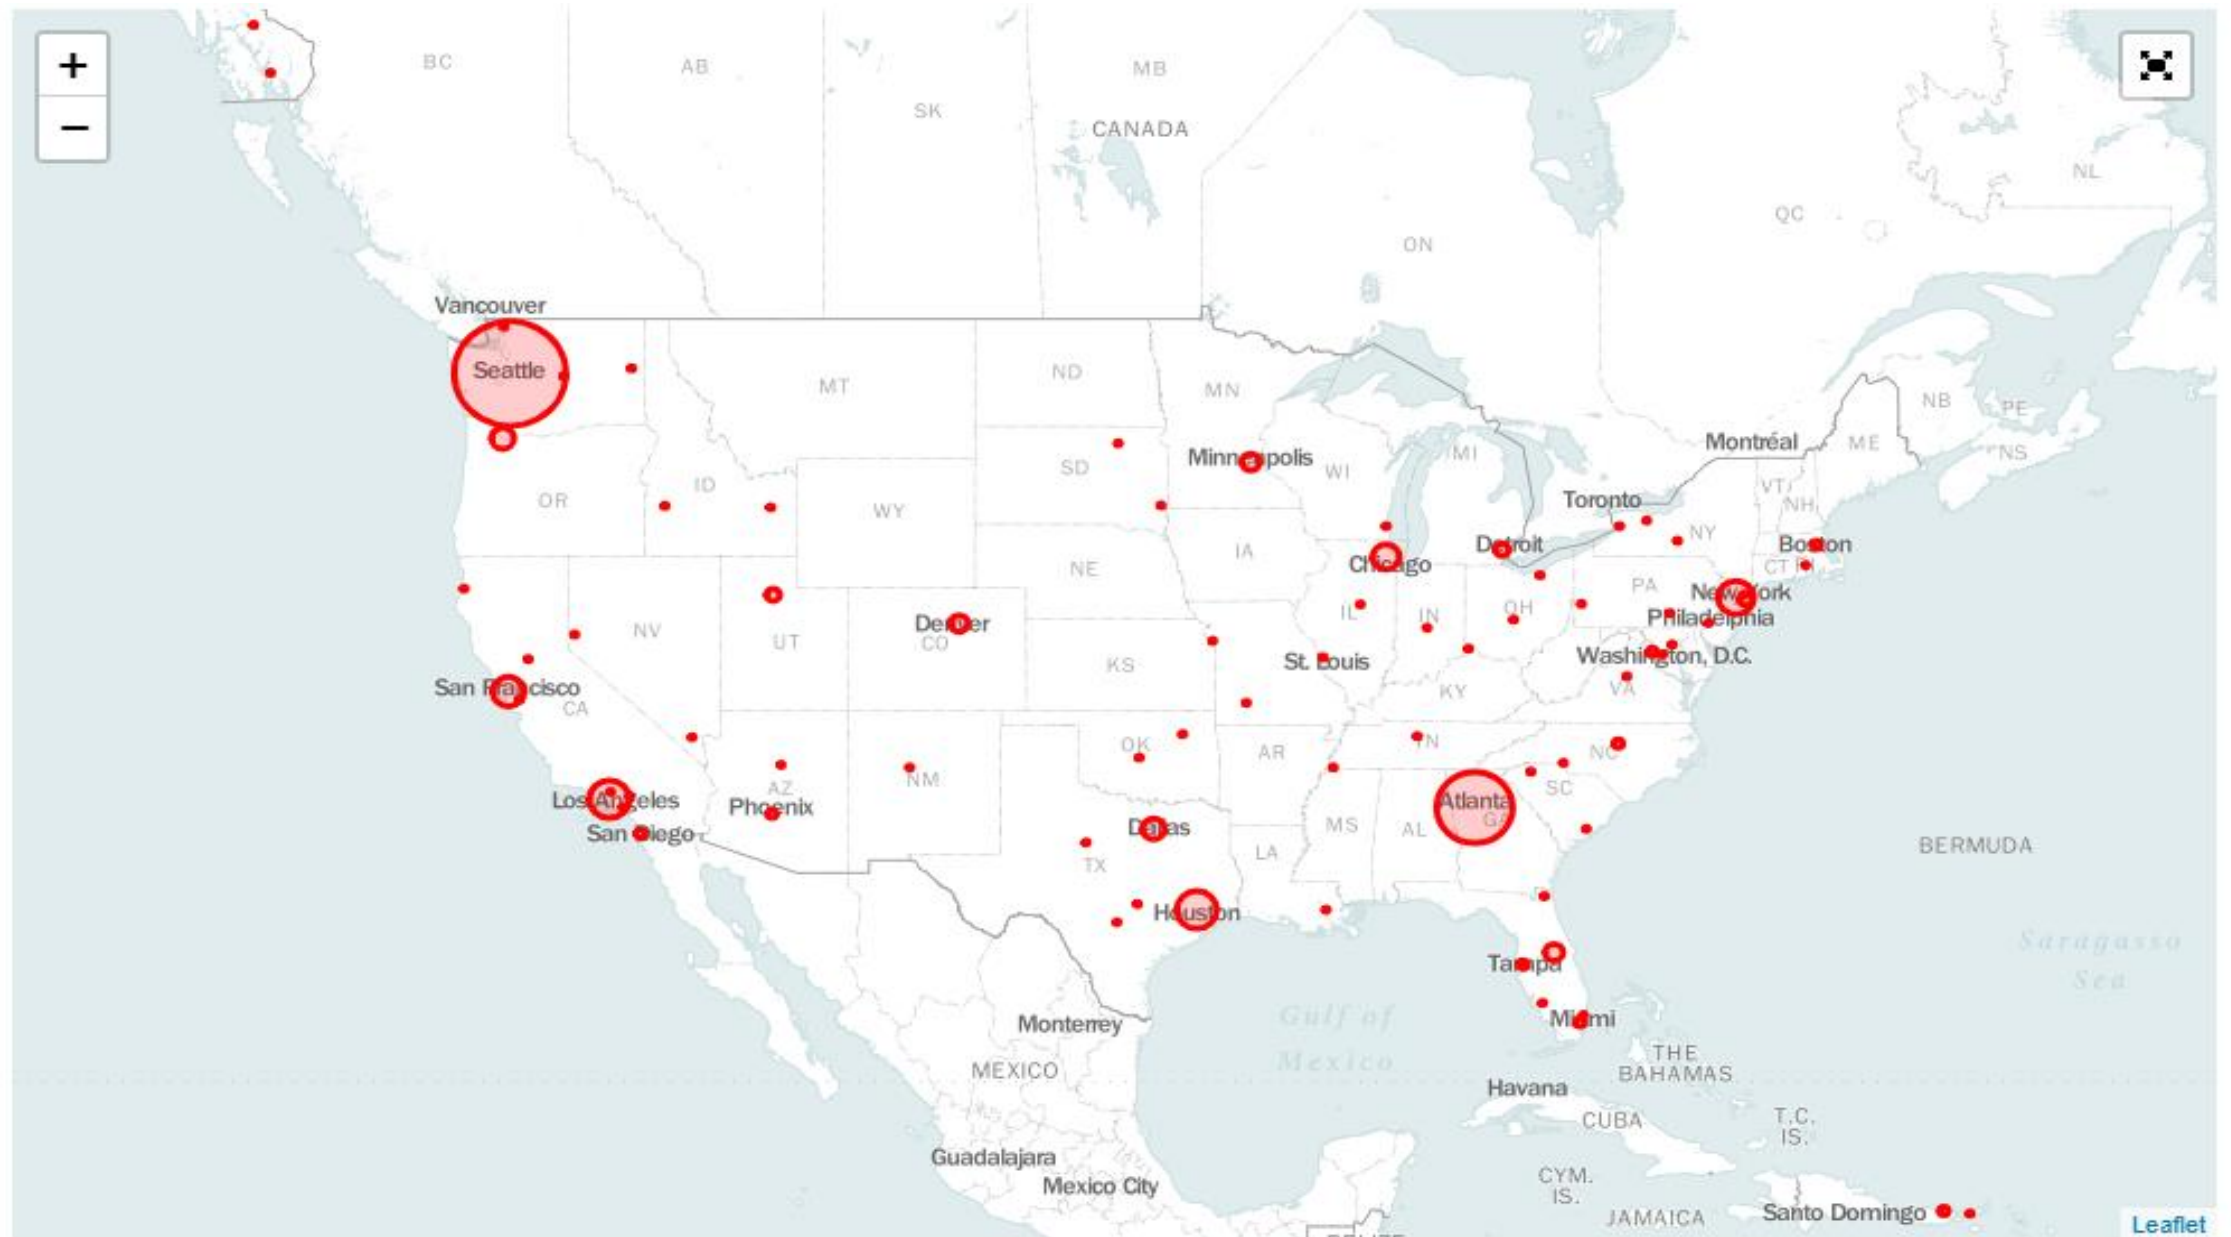 +
−
BC
AB
MB
SK
CANADA
NL
QC
ON
Vancouver
Seattle
MT
ND
MN
NB
PE
Montréal
ME
NS
Minneapolis
WI
MI
SD
ID
OR
WY
VT
NH
Toronto
NY
Boston
Detroit
Chicago
IA
NE
CT
PA
New York
Philadelphia
IL
IN
OH
Denver
CO
NV
UT
KS
St. Louis
Washington, D.C.
VA
KY
San Francisco
CA
OK
AR
TN
NC
NM
AZ
SC
Los Angeles
Phoenix
Atlanta
GA
San Diego
Dallas
MS
AL
LA
TX
BERMUDA
Houston
Saragasso
Sea
Tampa
Gulf of
Mexico
Miami
Monterrey
MEXICO
THE
BAHAMAS
Havana
CUBA
T.C.
IS.
Guadalajara
Mexico City
CYM.
IS.
JAMAICA
Santo Domingo
Leaflet